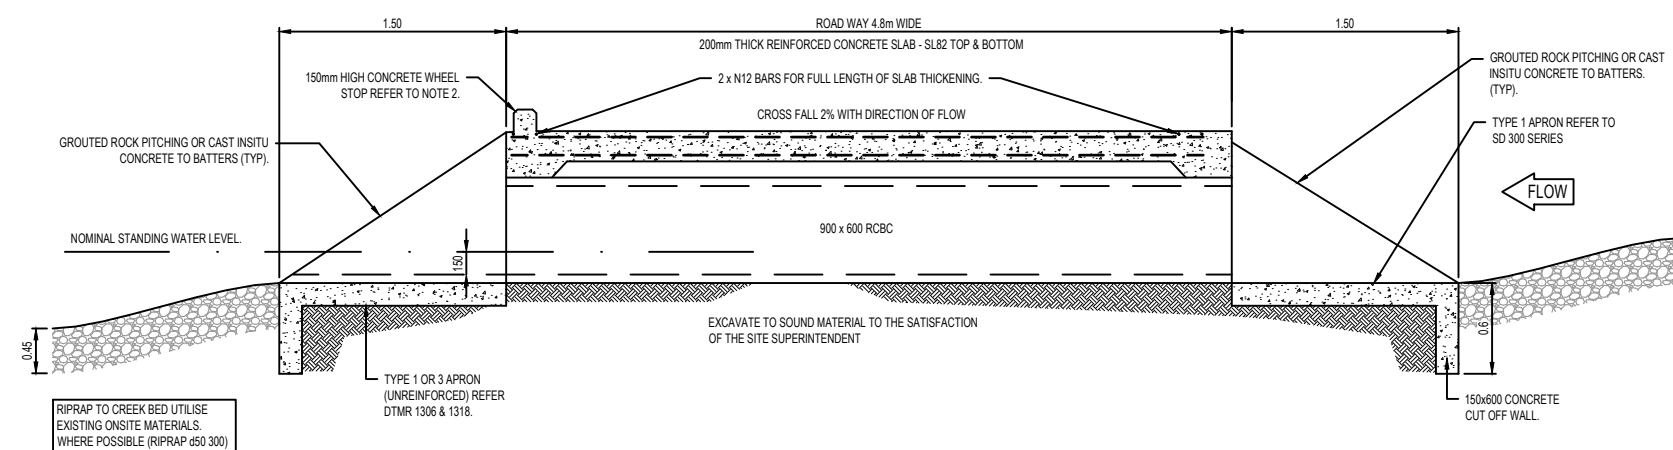 1.50
ROAD WAY 4.8m WIDE
1.50
200mm THICK REINFORCED CONCRETE SLAB - SL82 TOP & BOTTOM
150mm HIGH CONCRETE WHEEL
STOP REFER TO NOTE 2.
2 x N12 BARS FOR FULL LENGTH OF SLAB THICKENING.
GROUTED ROCK PITCHING OR CAST
INSITU CONCRETE TO BATTERS.
(TYP).
CROSS FALL 2% WITH DIRECTION OF FLOW
GROUTED ROCK PITCHING OR CAST INSITU
CONCRETE TO BATTERS (TYP).
TYPE 1 APRON REFER TO
SD 300 SERIES
FLOW
NOMINAL STANDING WATER LEVEL.
900 x 600 RCBC
150
EXCAVATE TO SOUND MATERIAL TO THE SATISFACTION
OF THE SITE SUPERINTENDENT
0.45
0.6
TYPE 1 OR 3 APRON
(UNREINFORCED) REFER
DTMR 1306 & 1318.
150x600 CONCRETE
CUT OFF WALL.
RIPRAP TO CREEK BED UTILISE
EXISTING ONSITE MATERIALS.
WHERE POSSIBLE (RIPRAP d50 300)